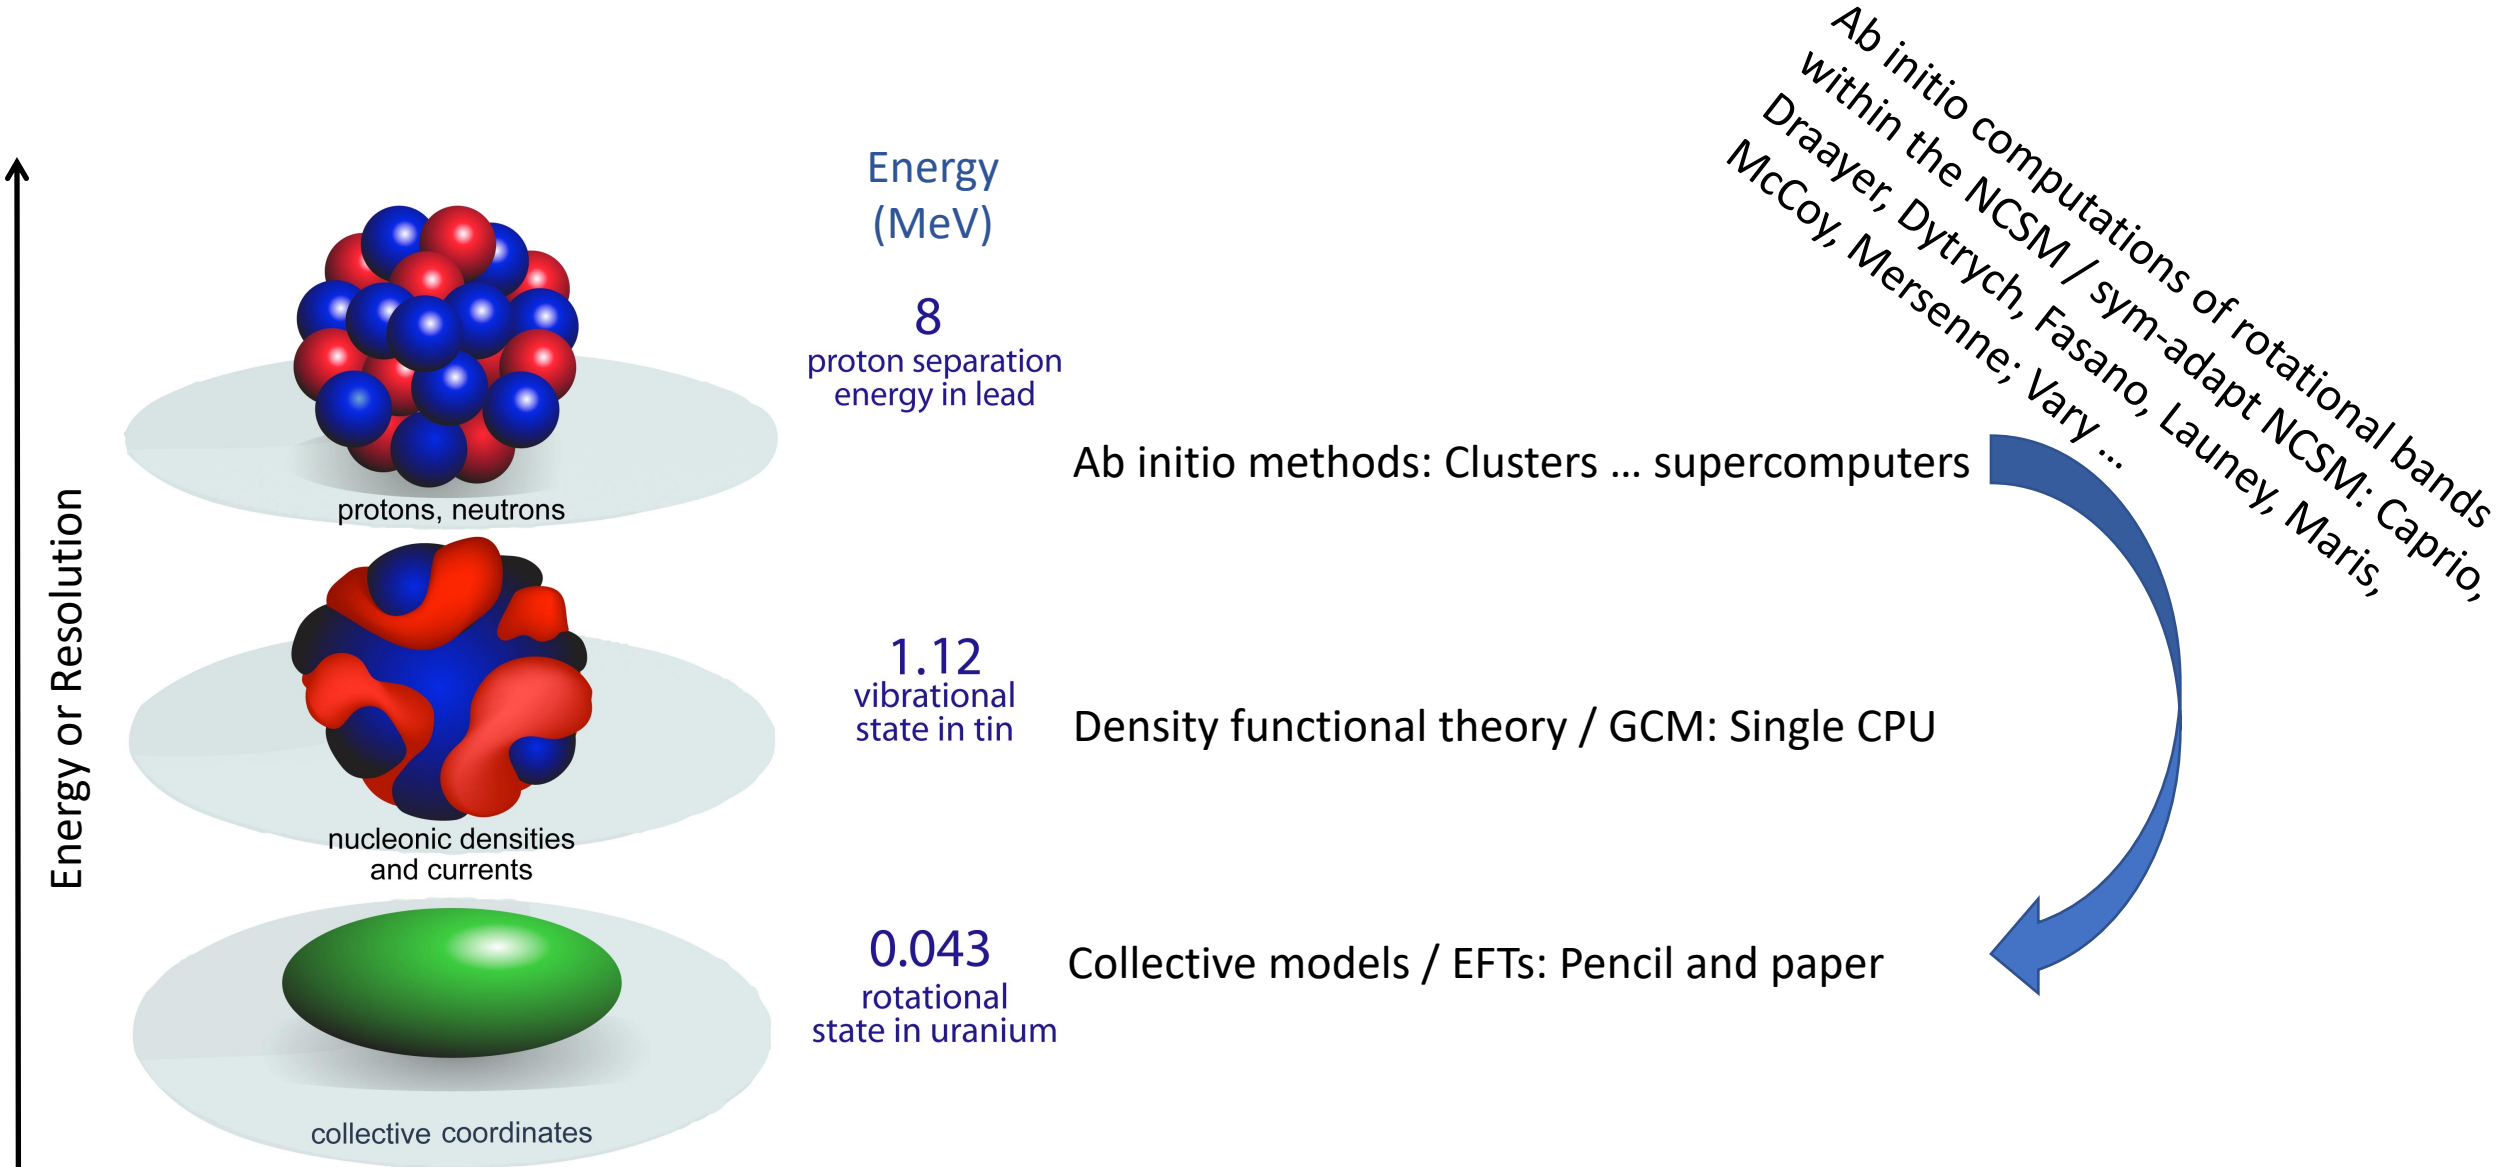 Ab initio computations of rotational bands
within the NCSM / sym-adapt NCSM: Caprio,
Draayer, Dytrych, Fasano, Launey, Maris,
McCoy, Mersenne; Vary ...
Energy
(MeV)
8
proton separation
energy in lead
Ab initio methods: Clusters ... supercomputers
protons, neutrons
Energy or Resolution
1.12
vibrational
state in tin
Density functional theory / GCM: Single CPU
nucleonic densities
and currents
0.043
rotational
state in uranium
Collective models / EFTs: Pencil and paper
collective coordinates